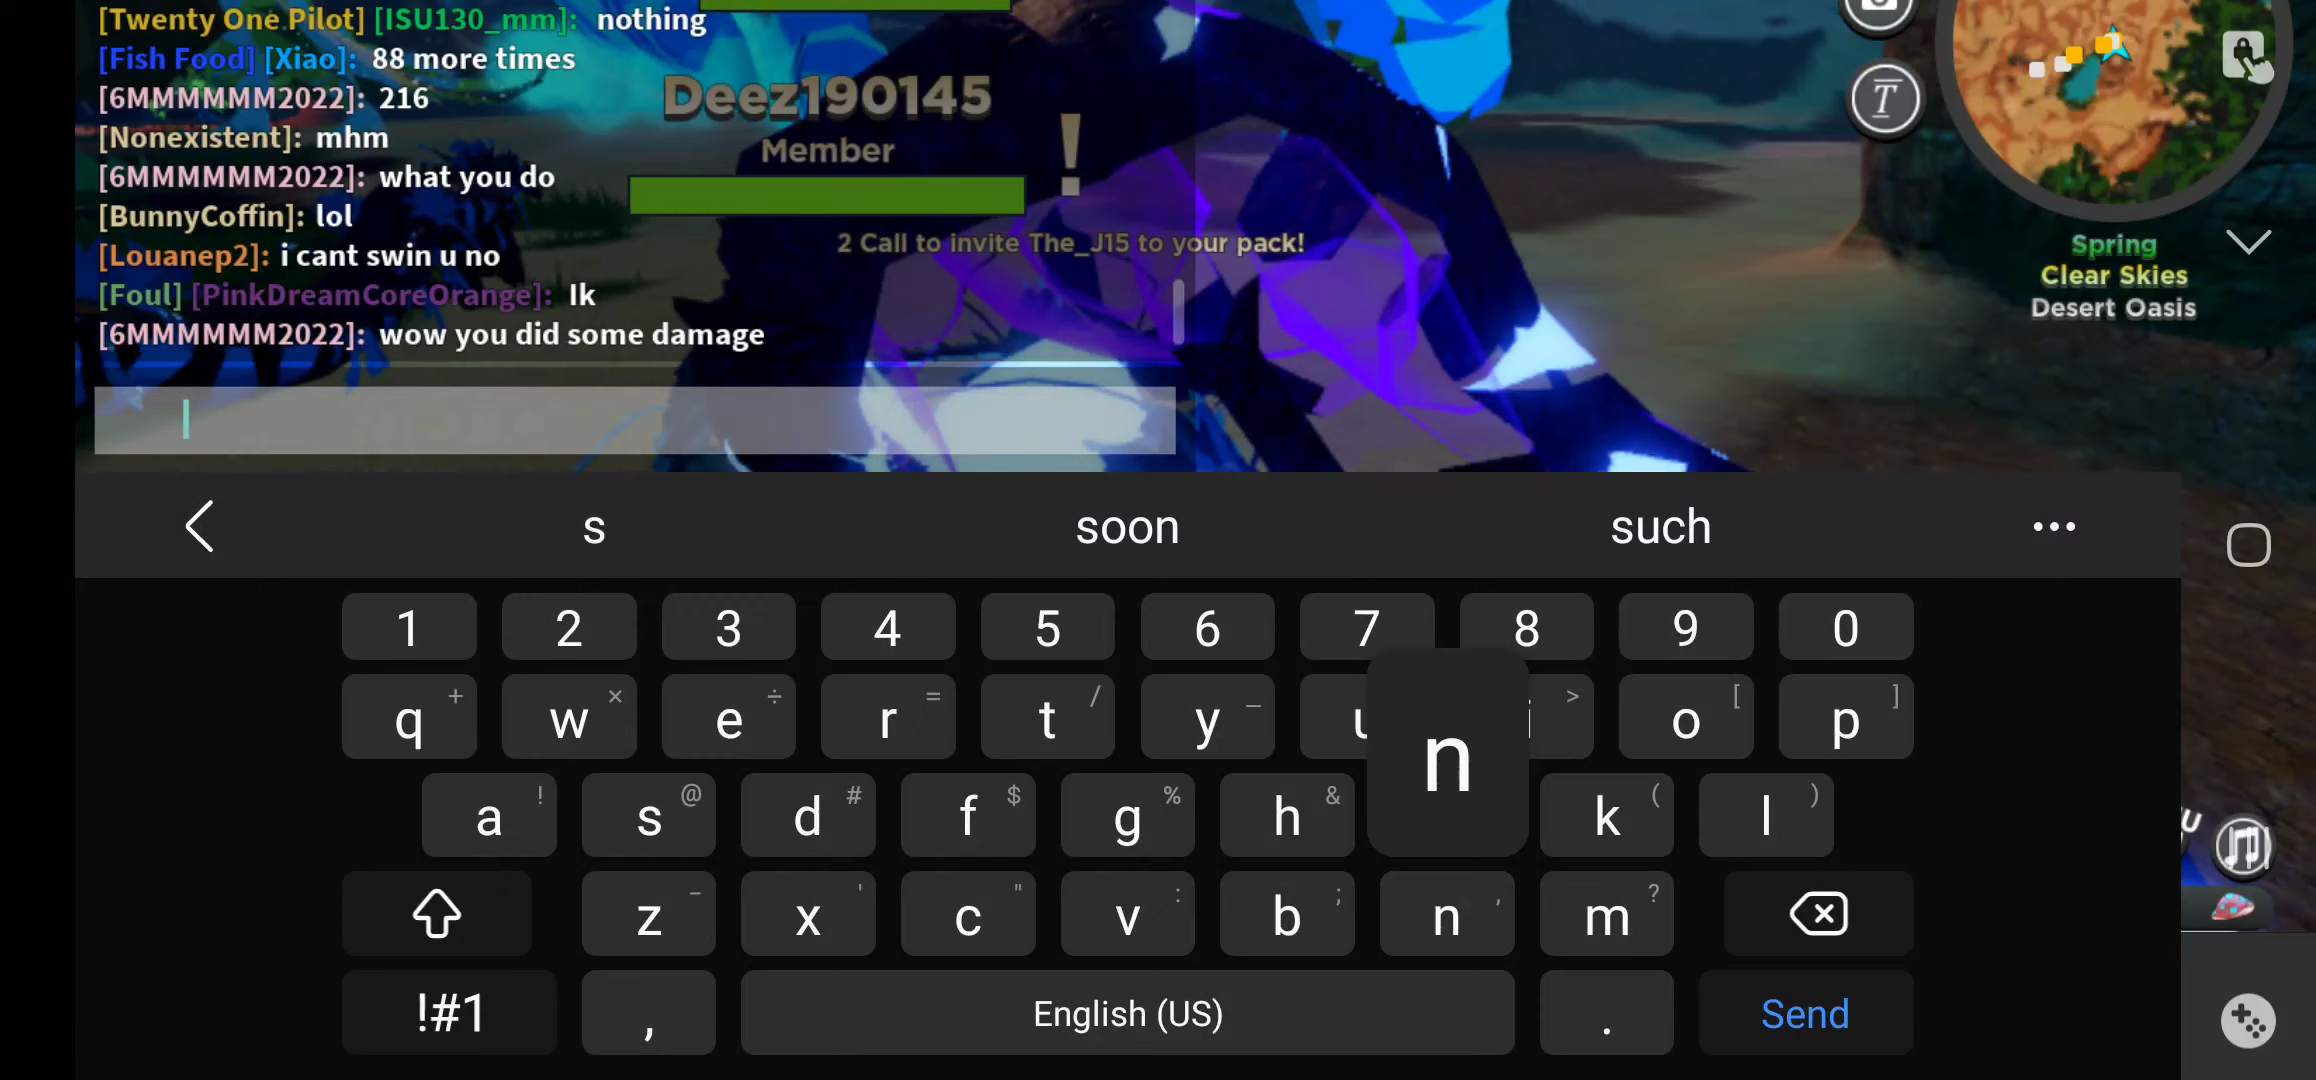 [Twenty One Pilot] [ISU130_mm]: nothing
[Fish Food] [Xiao]: 88 more times
[6MMMMMM2022]: 216
[Nonexistent]: mhm
[6MMMMMM2022]: what you do
[BunnyCoffin]: lol
[Louanep2]: i cant swin u no
[Foul] [PinkDreamCoreOrange]: Ik
[6MMMMMM2022]: wow you did some damage
Deez190145
Member
!
2 Call to invite The_J15 to your pack!
T
Spring
Clear Skies
Desert Oasis
s soon such
1 2 3 4 5 6 7 8 9 0
q + w × e ÷ r = t / y _ u i > o [ p ]
n
a ! s @ d # f $ g % h & k ( l )
z - x ' c " v : b ; n , m ?
!#1 , English (US) . Send